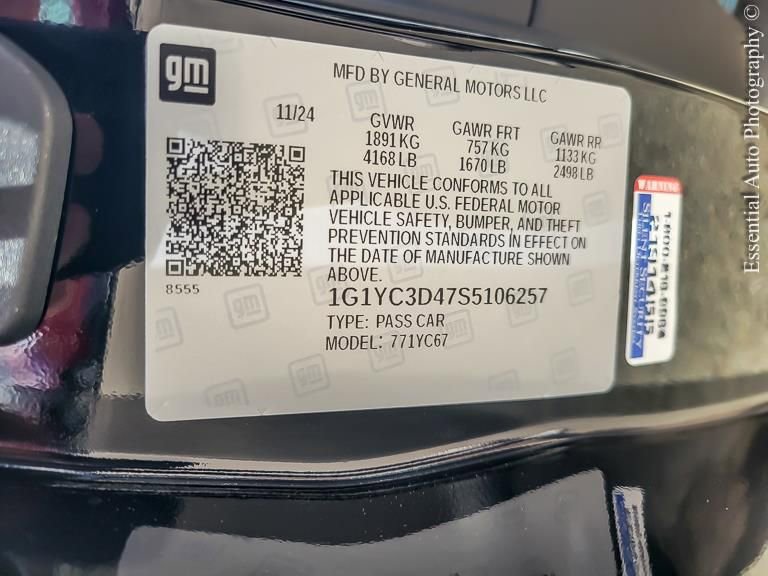 gm
MFD BY GENERAL MOTORS LLC
11/24
GVWR
1891 KG
4168 LB
GAWR FRT
757 KG
1670 LB
GAWR RR
1133 KG
2498 LB
THIS VEHICLE CONFORMS TO ALL
APPLICABLE U.S. FEDERAL MOTOR
VEHICLE SAFETY, BUMPER, AND THEFT
PREVENTION STANDARDS IN EFFECT ON
THE DATE OF MANUFACTURE SHOWN
ABOVE.
8555
1G1YC3D47S5106257
TYPE: PASS CAR
MODEL: 771YC67
WARNING
SILENT SECURITY
Essential Auto Photography ©